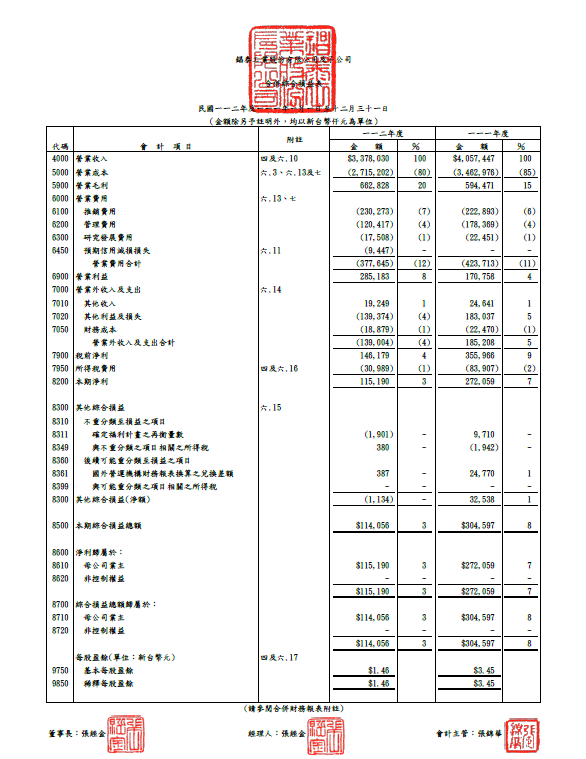 錩泰工業股份有限公司及子公司
合併綜合損益表
民國一一二年及一一一年一月一日至十二月三十一日
(金額除另予註明外，均以新台幣仟元為單位)
代碼 會計項目 附註 一一二年度 一一一年度
金額 % 金額 %
4000 營業收入 四及六.10 $3,378,030 100 $4,057,447 100
5000 營業成本 六.3、六.13及七 (2,715,202) (80) (3,462,976) (85)
5900 營業毛利 662,828 20 594,471 15
6000 營業費用 六.13、七
6100 推銷費用 (230,273) (7) (222,893) (6)
6200 管理費用 (120,417) (4) (178,369) (4)
6300 研究發展費用 (17,508) (1) (22,451) (1)
6450 預期信用減損損失 六.11 (9,447) - - -
營業費用合計 (377,645) (12) (423,713) (11)
6900 營業利益 285,183 8 170,758 4
7000 營業外收入及支出 六.14
7010 其他收入 19,249 1 24,641 1
7020 其他利益及損失 (139,374) (4) 183,037 5
7050 財務成本 (18,879) (1) (22,470) (1)
營業外收入及支出合計 (139,004) (4) 185,208 5
7900 稅前淨利 146,179 4 355,966 9
7950 所得稅費用 四及六.16 (30,989) (1) (83,907) (2)
8200 本期淨利 115,190 3 272,059 7
8300 其他綜合損益 六.15
8310 不重分類至損益之項目
8311 確定福利計畫之再衡量數 (1,901) - 9,710 -
8349 與不重分類之項目相關之所得稅 380 - (1,942) -
8360 後續可能重分類至損益之項目
8361 國外營運機構財務報表換算之兌換差額 387 - 24,770 1
8399 與可能重分類之項目相關之所得稅 - - - -
8300 其他綜合損益(淨額) (1,134) - 32,538 1
8500 本期綜合損益總額 $114,056 3 $304,597 8
8600 淨利歸屬於：
8610 母公司業主 $115,190 3 $272,059 7
8620 非控制權益 - - - -
$115,190 3 $272,059 7
8700 綜合損益總額歸屬於：
8710 母公司業主 $114,056 3 $304,597 8
8720 非控制權益 - - - -
$114,056 3 $304,597 8
每股盈餘(單位：新台幣元) 四及六.17
9750 基本每股盈餘 $1.46 $3.45
9850 稀釋每股盈餘 $1.46 $3.45
(請參閱合併財務報表附註)
董事長：張經金 經理人：張經金 會計主管：張錦華